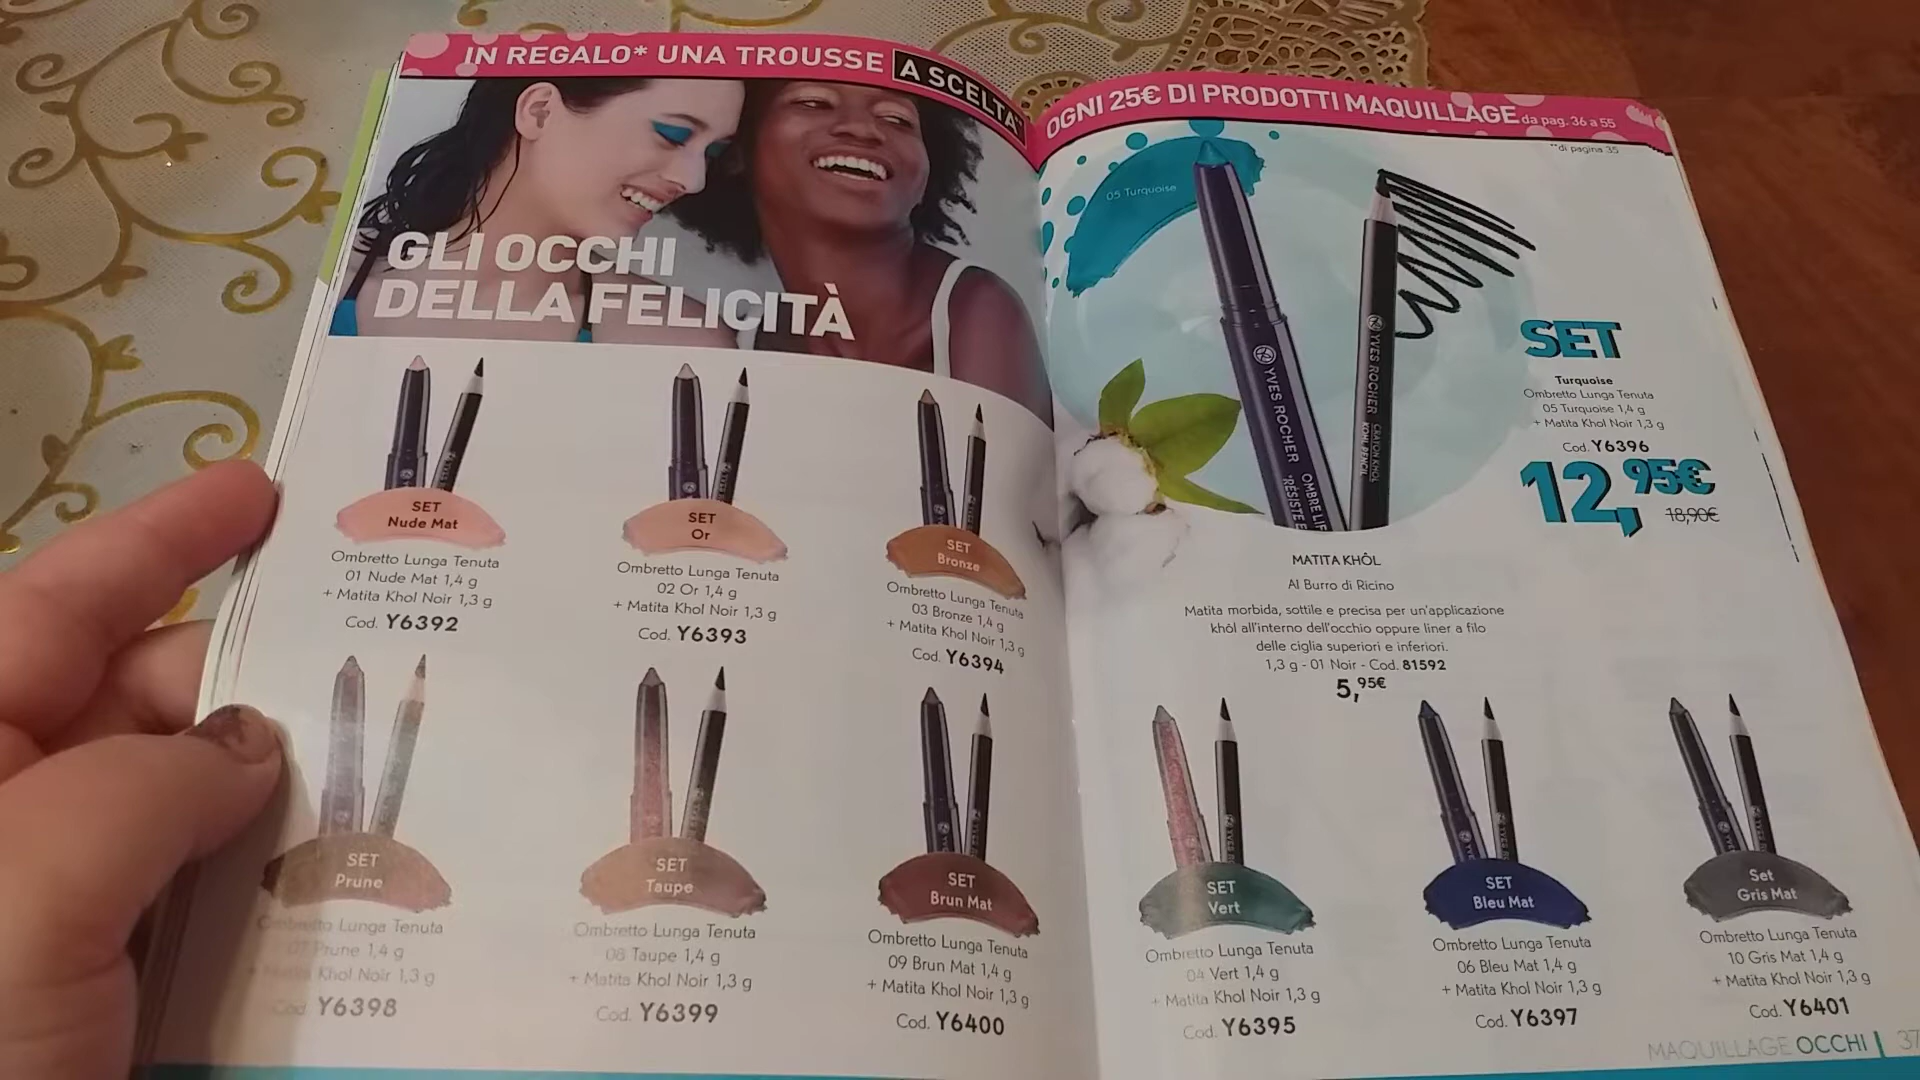 IN REGALO* UNA TROUSSE A SCELTA**
GLI OCCHI
DELLA FELICITÀ
SET
Nude Mat
Ombretto Lunga Tenuta
01 Nude Mat 1,4 g
+ Matita Khol Noir 1,3 g
Cod. Y6392
SET
Or
Ombretto Lunga Tenuta
02 Or 1,4 g
+ Matita Khol Noir 1,3 g
Cod. Y6393
SET
Bronze
Ombretto Lunga Tenuta
03 Bronze 1,4 g
+ Matita Khol Noir 1,3 g
Cod. Y6394
SET
Prune
Ombretto Lunga Tenuta
07 Prune 1,4 g
+ Matita Khol Noir 1,3 g
Cod. Y6398
SET
Taupe
Ombretto Lunga Tenuta
08 Taupe 1,4 g
+ Matita Khol Noir 1,3 g
Cod. Y6399
SET
Brun Mat
Ombretto Lunga Tenuta
09 Brun Mat 1,4 g
+ Matita Khol Noir 1,3 g
Cod. Y6400
OGNI 25€ DI PRODOTTI MAQUILLAGE da pag. 36 a 55
**di pagina 35
05 Turquoise
YVES ROCHER
YVES ROCHER
CRAYON KHÔL
KOHL PENCIL
SET
Turquoise
Ombretto Lunga Tenuta
05 Turquoise 1,4 g
+ Matita Khol Noir 1,3 g
Cod. Y6396
12,95€
18,90€
MATITA KHÔL
Al Burro di Ricino
Matita morbida, sottile e precisa per un'applicazione
khôl all'interno dell'occhio oppure liner a filo
delle ciglia superiori e inferiori.
1,3 g - 01 Noir - Cod. 81592
5,95€
SET
Vert
Ombretto Lunga Tenuta
04 Vert 1,4 g
+ Matita Khol Noir 1,3 g
Cod. Y6395
SET
Bleu Mat
Ombretto Lunga Tenuta
06 Bleu Mat 1,4 g
+ Matita Khol Noir 1,3 g
Cod. Y6397
Set
Gris Mat
Ombretto Lunga Tenuta
10 Gris Mat 1,4 g
+ Matita Khol Noir 1,3 g
Cod. Y6401
MAQUILLAGE OCCHI | 37